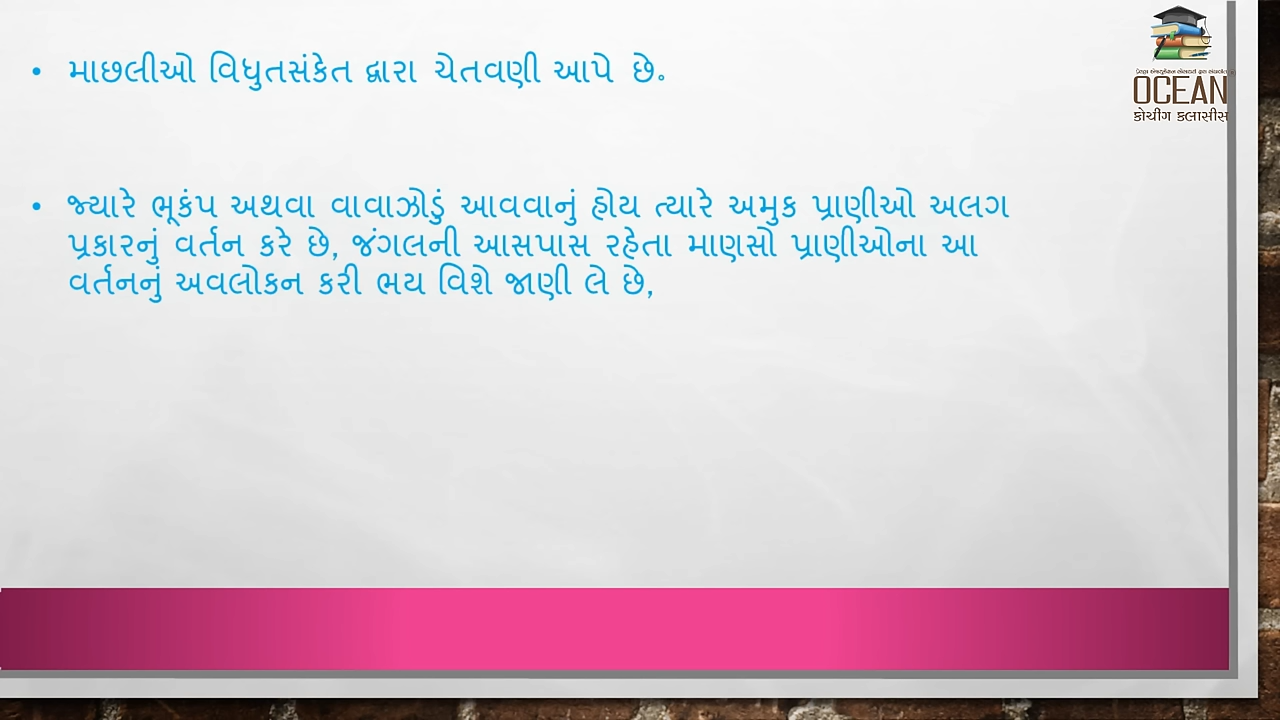 • માછલીઓ વિધુતસંકેત દ્વારા ચેતવણી આપે છે.
• જ્યારે ભૂકંપ અથવા વાવાઝોડું આવવાનું હોય ત્યારે અમુક પ્રાણીઓ અલગ
પ્રકારનું વર્તન કરે છે, જંગલની આસપાસ રહેતા માણસો પ્રાણીઓના આ
વર્તનનું અવલોકન કરી ભય વિશે જાણી લે છે,
OCEAN
કોચીંગ કલાસીસ